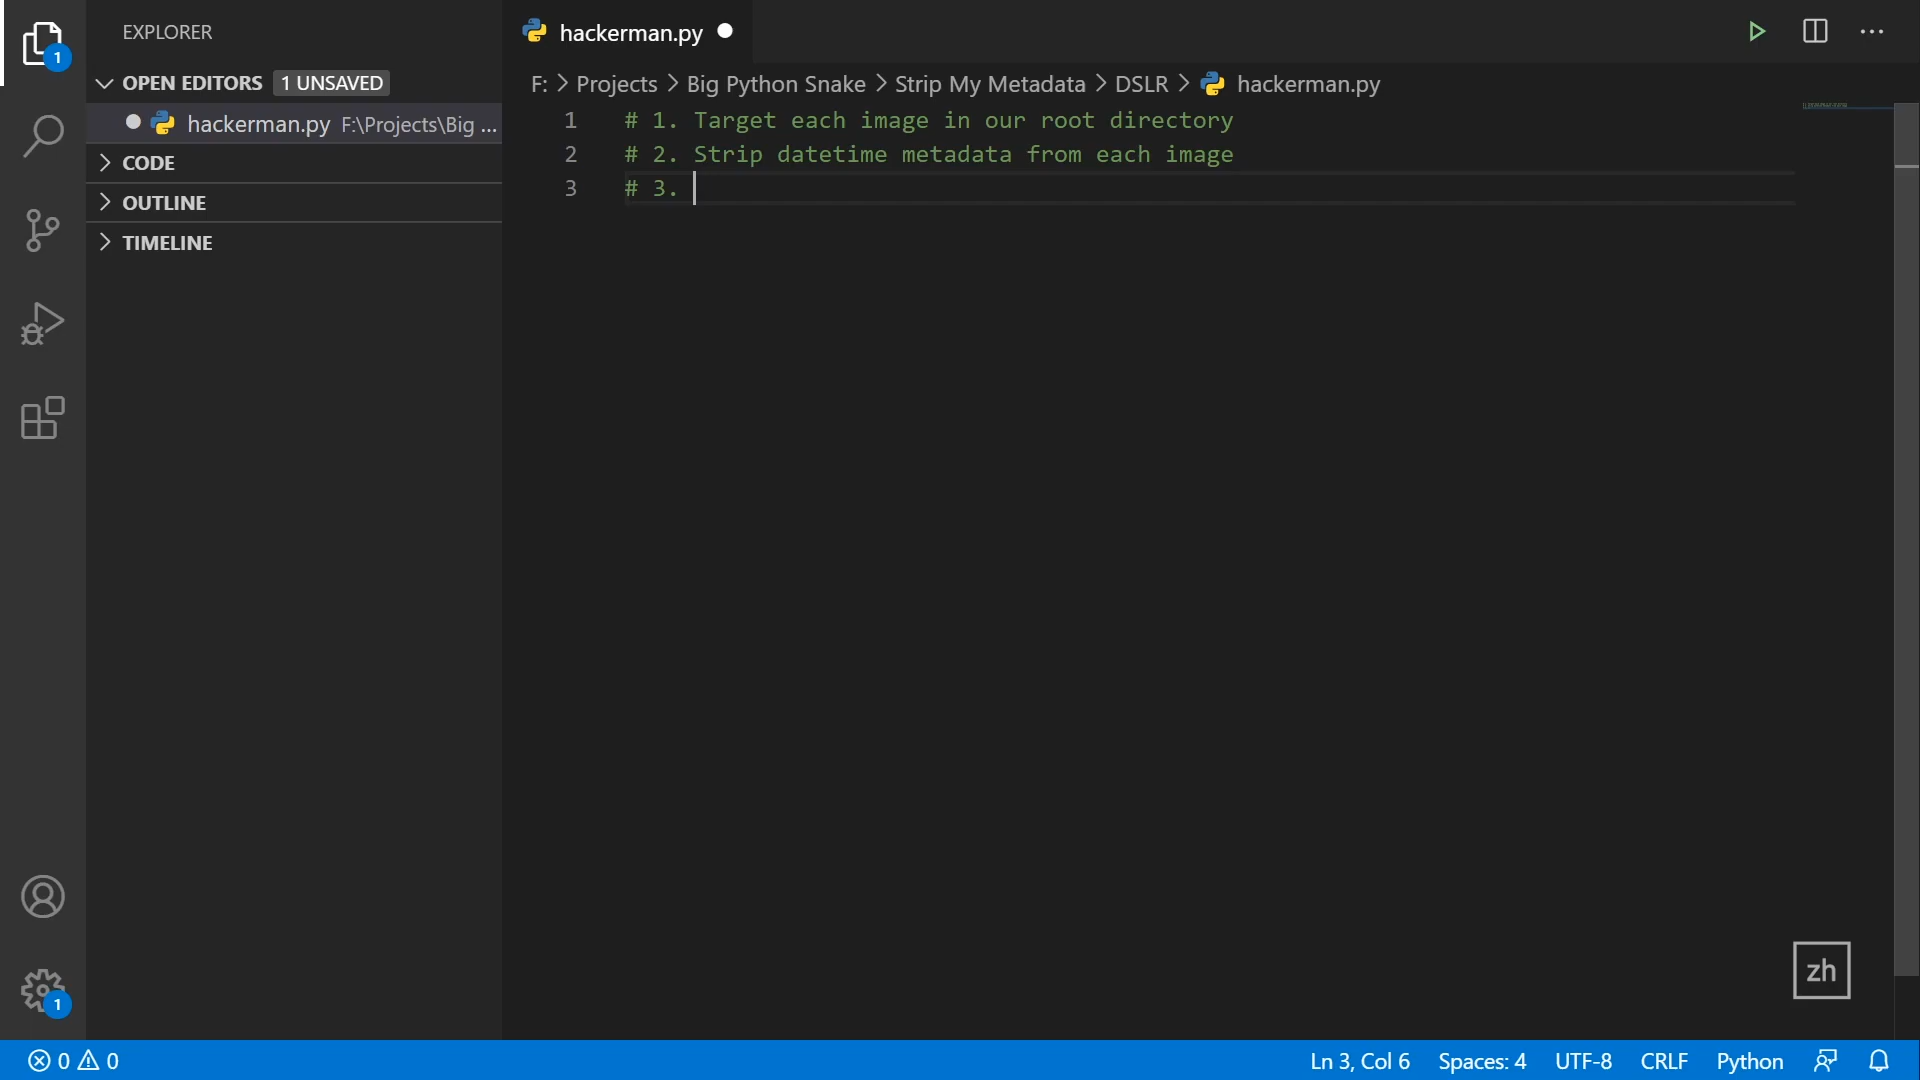 EXPLORER
OPEN EDITORS 1 UNSAVED
hackerman.py F:\Projects\Big ...
CODE
OUTLINE
TIMELINE
1
1
hackerman.py
F: > Projects > Big Python Snake > Strip My Metadata > DSLR > hackerman.py
1 # 1. Target each image in our root directory
2 # 2. Strip datetime metadata from each image
3 # 3.
zh
0 0
Ln 3, Col 6 Spaces: 4 UTF-8 CRLF Python